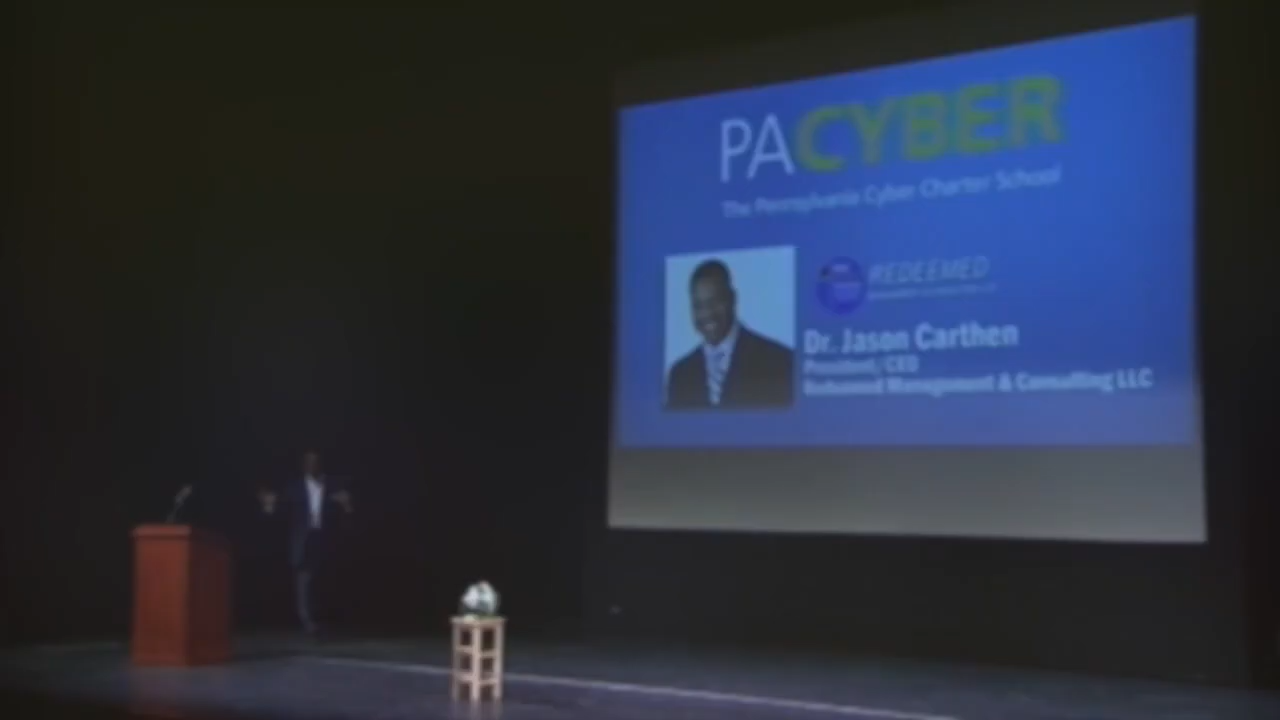 PACYBER
The Pennsylvania Cyber Charter School
REDEEMED
Dr. Jason Carthen
President/CEO
Redeemed Management & Consulting LLC